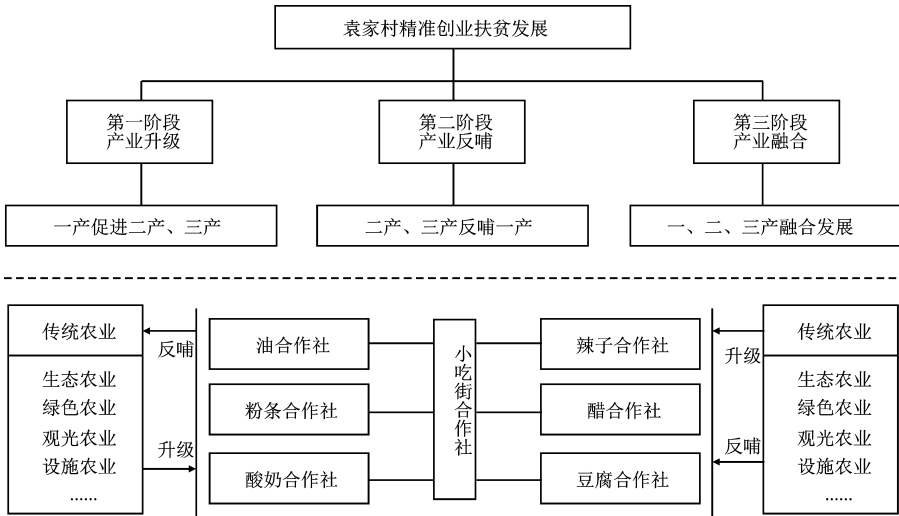 袁家村精准创业扶贫发展
第一阶段
产业升级
第二阶段
产业反哺
第三阶段
产业融合
一产促进二产、三产
二产、三产反哺一产
一、二、三产融合发展
传统农业
生态农业
绿色农业
观光农业
设施农业
......
反哺
升级
油合作社
粉条合作社
酸奶合作社
小吃街合作社
辣子合作社
醋合作社
豆腐合作社
升级
反哺
传统农业
生态农业
绿色农业
观光农业
设施农业
......